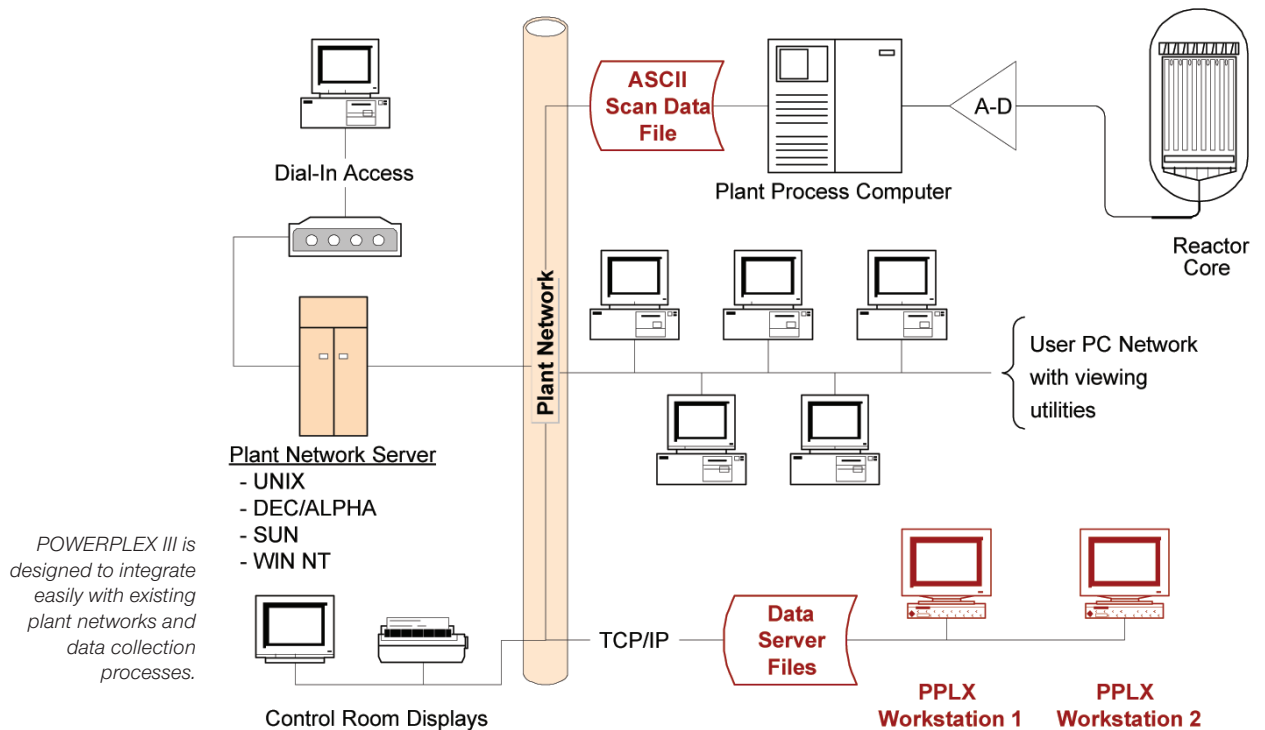 ASCII
Scan Data
File
A-D
Dial-In Access
Plant Process Computer
Reactor
Core
Plant Network
User PC Network
with viewing
utilities
Plant Network Server
- UNIX
- DEC/ALPHA
- SUN
- WIN NT
POWERPLEX III is
designed to integrate
easily with existing
plant networks and
data collection
processes.
TCP/IP
Data
Server
Files
PPLX
Workstation 1
PPLX
Workstation 2
Control Room Displays